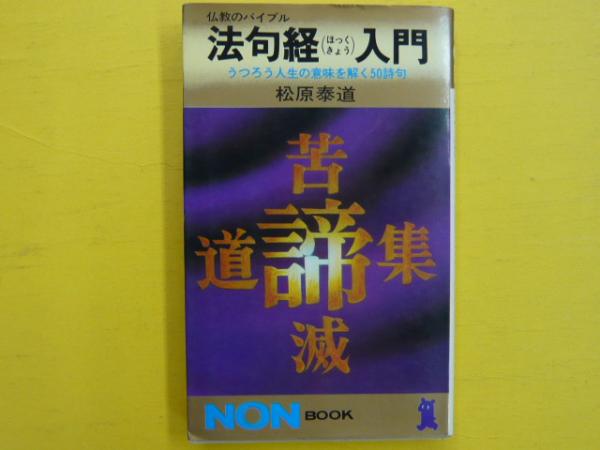 仏教のバイブル
法句経(ほっくきょう)入門
うつろう人生の意味を解く50詩句
松原泰道
苦
道諦集
滅
NON BOOK